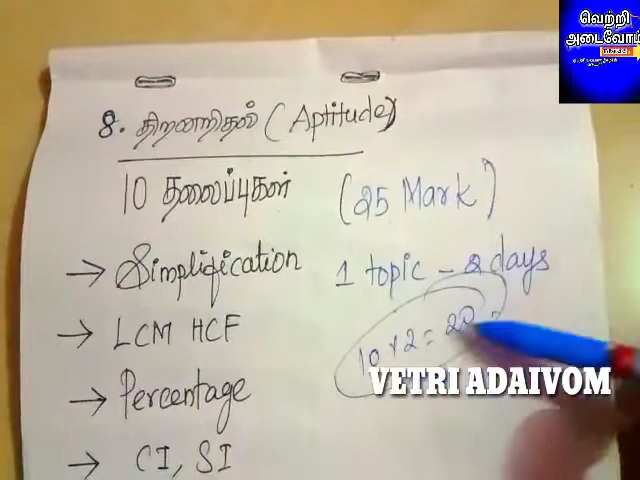 வெற்றி
அடைவோம்
8. திறனறிதல் (Aptitude)
10 தலைப்புகள் (25 Mark)
→ Simplification 1 topic - 2 days
→ LCM HCF 10 × 2 = 20
VETRI ADAIVOM
→ Percentage
→ CI, SI